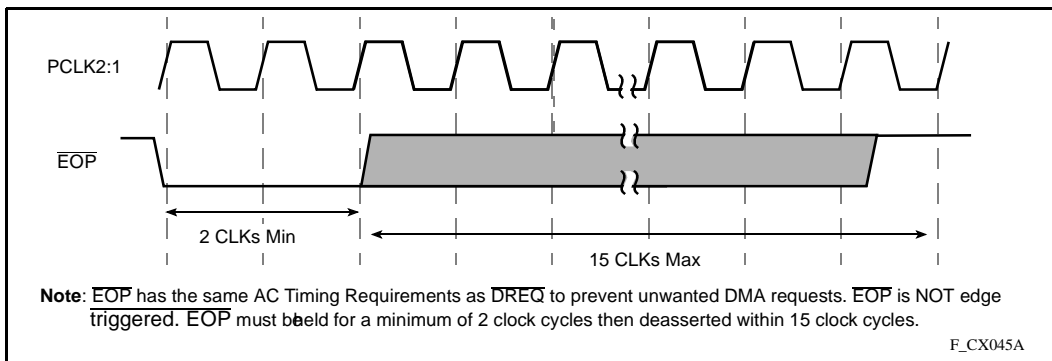 PCLK2:1
EOP
2 CLKs Min
15 CLKs Max
Note: EOP has the same AC Timing Requirements as DREQ to prevent unwanted DMA requests. EOP is NOT edge
triggered. EOP must be held for a minimum of 2 clock cycles then deasserted within 15 clock cycles.
F_CX045A